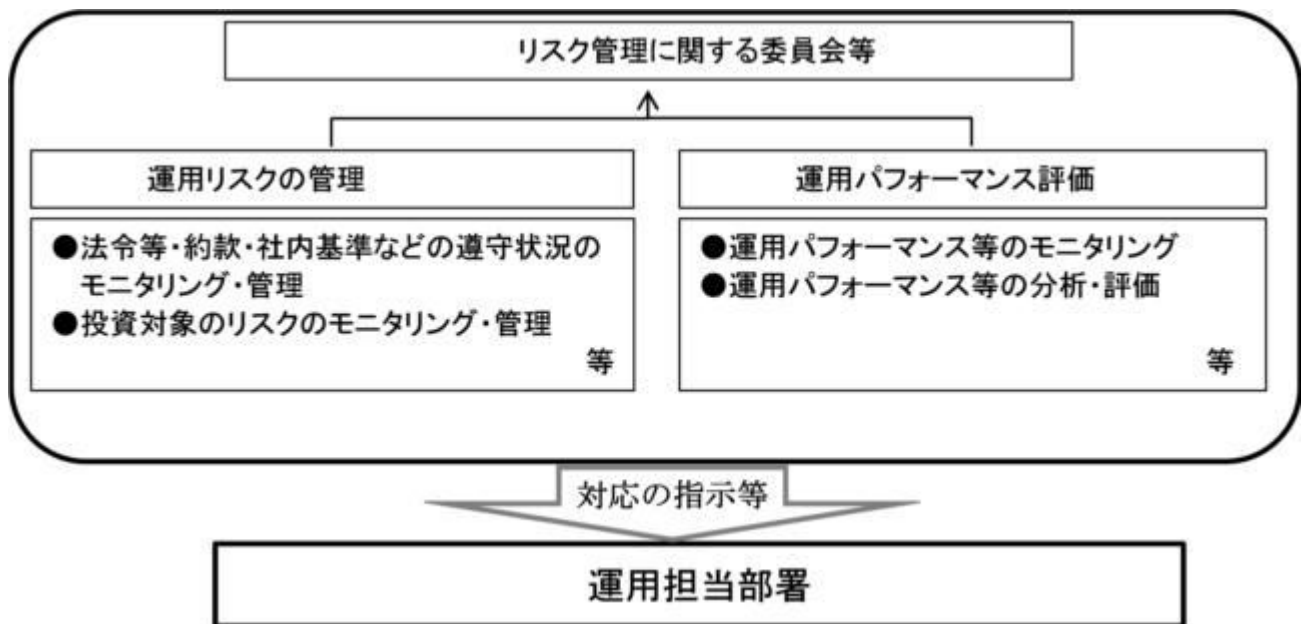 リスク管理に関する委員会等
運用リスクの管理
●法令等・約款・社内基準などの遵守状況の
モニタリング・管理
●投資対象のリスクのモニタリング・管理
等
運用パフォーマンス評価
●運用パフォーマンス等のモニタリング
●運用パフォーマンス等の分析・評価
等
対応の指示等
運用担当部署